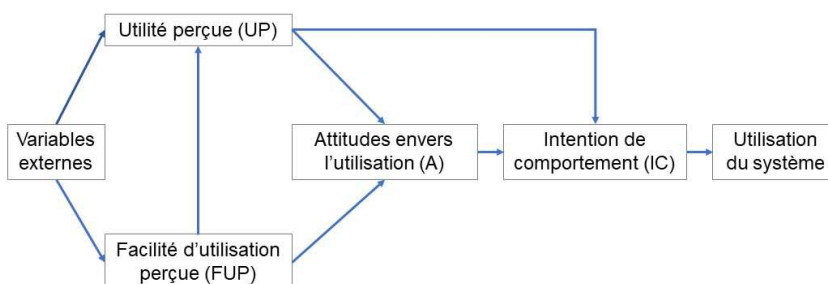 Utilité perçue (UP)
Variables
externes
Attitudes envers
l'utilisation (A)
Intention de
comportement (IC)
Utilisation
du système
Facilité d'utilisation
perçue (FUP)